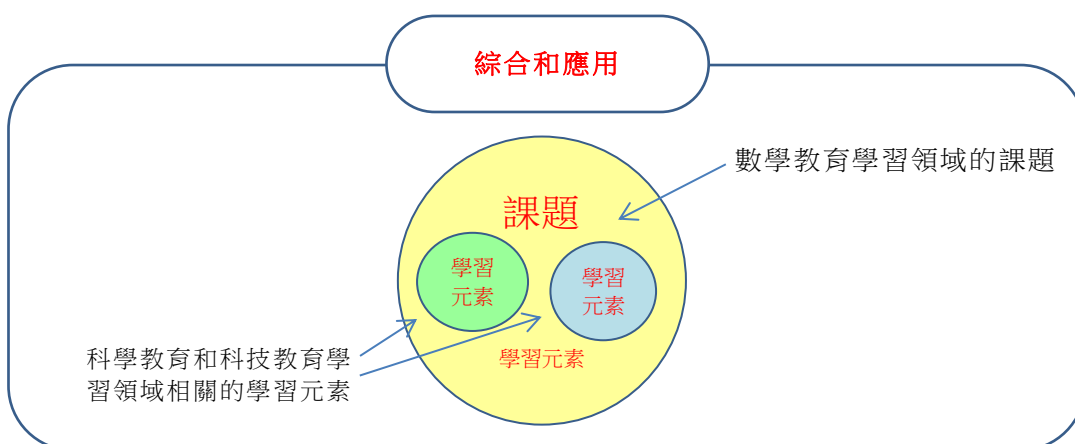 綜合和應用
數學教育學習領域的課題
課題
學習
元素
學習
元素
學習元素
科學教育和科技教育學
習領域相關的學習元素